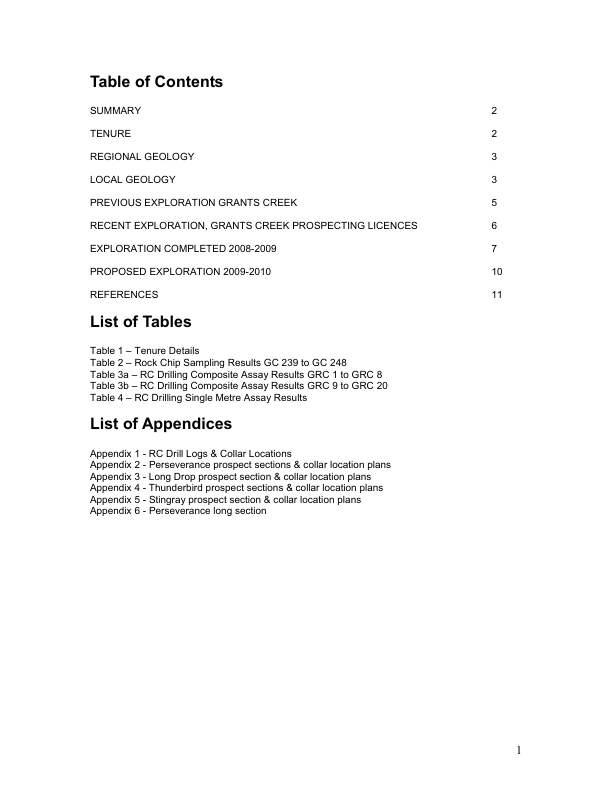 Table of Contents
SUMMARY 2
TENURE 2
REGIONAL GEOLOGY 3
LOCAL GEOLOGY 3
PREVIOUS EXPLORATION GRANTS CREEK 5
RECENT EXPLORATION, GRANTS CREEK PROSPECTING LICENCES 6
EXPLORATION COMPLETED 2008-2009 7
PROPOSED EXPLORATION 2009-2010 10
REFERENCES 11
List of Tables
Table 1 – Tenure Details
Table 2 – Rock Chip Sampling Results GC 239 to GC 248
Table 3a – RC Drilling Composite Assay Results GRC 1 to GRC 8
Table 3b – RC Drilling Composite Assay Results GRC 9 to GRC 20
Table 4 – RC Drilling Single Metre Assay Results
List of Appendices
Appendix 1 - RC Drill Logs & Collar Locations
Appendix 2 - Perseverance prospect sections & collar location plans
Appendix 3 - Long Drop prospect section & collar location plans
Appendix 4 - Thunderbird prospect sections & collar location plans
Appendix 5 - Stingray prospect section & collar location plans
Appendix 6 - Perseverance long section
1